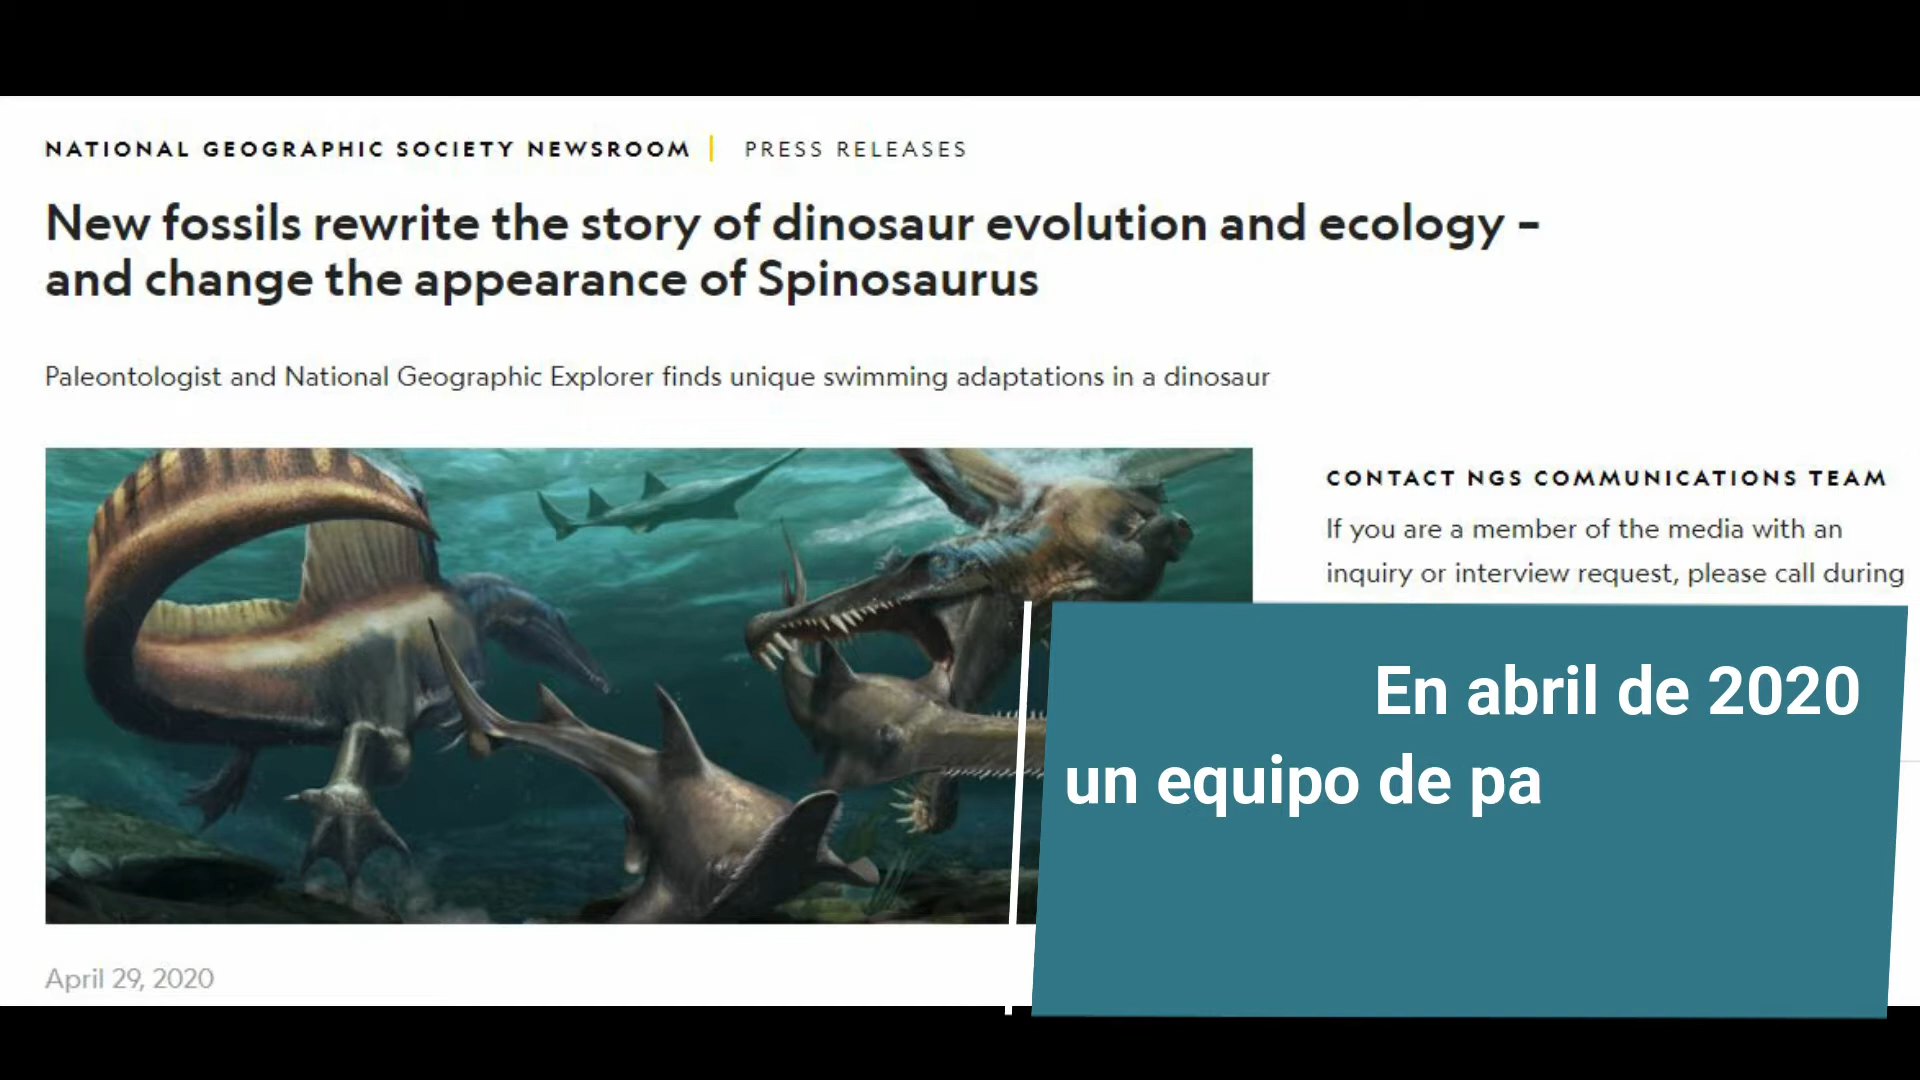 NATIONAL GEOGRAPHIC SOCIETY NEWSROOM | PRESS RELEASES
New fossils rewrite the story of dinosaur evolution and ecology –
and change the appearance of Spinosaurus
Paleontologist and National Geographic Explorer finds unique swimming adaptations in a dinosaur
CONTACT NGS COMMUNICATIONS TEAM
If you are a member of the media with an
inquiry or interview request, please call during
En abril de 2020
un equipo de pa
April 29, 2020